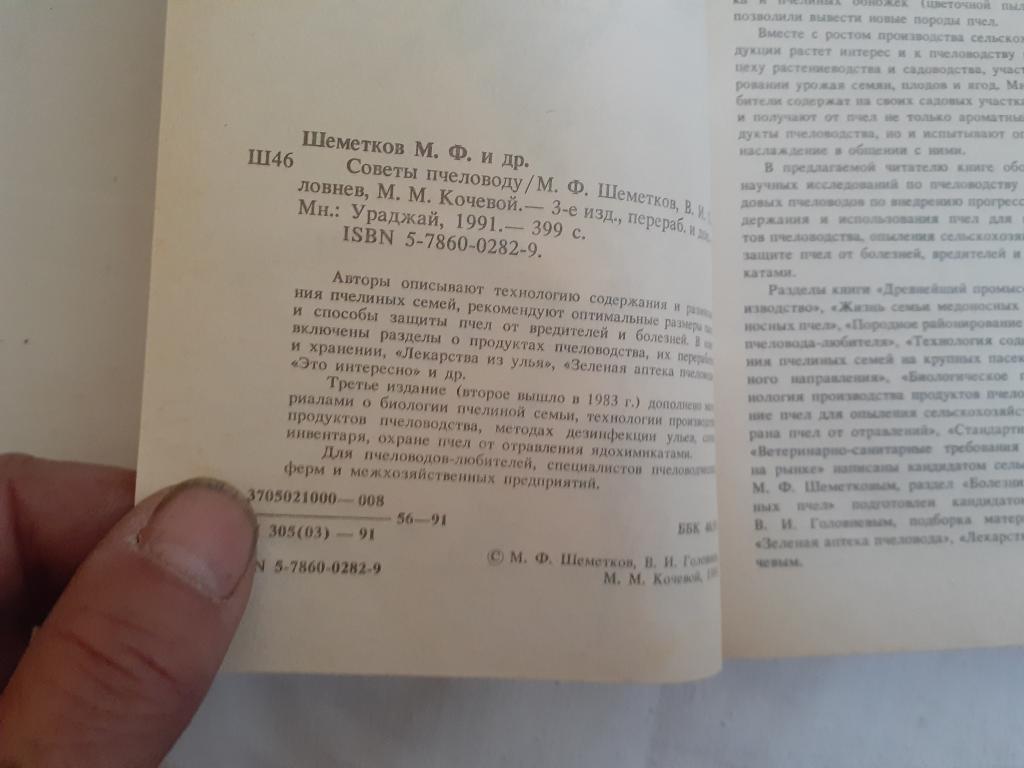 Шеметков М. Ф. и др.
Ш46 Советы пчеловоду/М. Ф. Шеметков, В. И.
ловнев, М. М. Кочевой.— 3-е изд., перераб. и доп.
Мн.: Ураджай, 1991.— 399 с.
ISBN 5-7860-0282-9.
Авторы описывают технологию содержания и
ния пчелиных семей, рекомендуют оптимальные размеры
и способы защиты пчел от вредителей и болезней. В
включены разделы о продуктах пчеловодства, их
и хранении, «Лекарства из улья», «Зеленая аптека
«Это интересно» и др.
Третье издание (второе вышло в 1983 г.) дополнено
риалами о биологии пчелиной семьи, технологии
продуктов пчеловодства, методах дезинфекции ульев,
инвентаря, охране пчел от отравления ядохимикатами.
Для пчеловодов-любителей, специалистов
ферм и межхозяйственных предприятий.
3705021000—008
56—91
305(03) — 91
ББК
N 5-7860-0282-9
© М. Ф. Шеметков, В. И.
М. М. Кочевой,
ка и пчелиных обножек (цветочной
позволили вывести новые породы пчел.
Вместе с ростом производства
дукции растет интерес и к пчеловодству
цеху растениеводства и садоводства,
ровании урожая семян, плодов и ягод.
бители содержат на своих садовых
и получают от пчел не только
дукты пчеловодства, но и испытывают
наслаждение в общении с ними.
В предлагаемой читателю книге
научных исследований по пчеловодству
довых пчеловодов по внедрению
держания и использования пчел для
тов пчеловодства, опыления
защите пчел от болезней, вредителей и
катами.
Разделы книги «Древнейший
изводство», «Жизнь семьи медоносных
носных пчел», «Породное районирование
пчеловода-любителя», «Технология
ния пчелиных семей на крупных
ного направления», «Биологическое
нология производства продуктов
ние пчел для опыления
рана пчел от отравлений»,
«Ветеринарно-санитарные требования
на рынке» написаны кандидатом
М. Ф. Шеметковым, раздел
ных пчел» подготовлен
В. И. Головневым, подборка
«Зеленая аптека пчеловода»,
чевым.